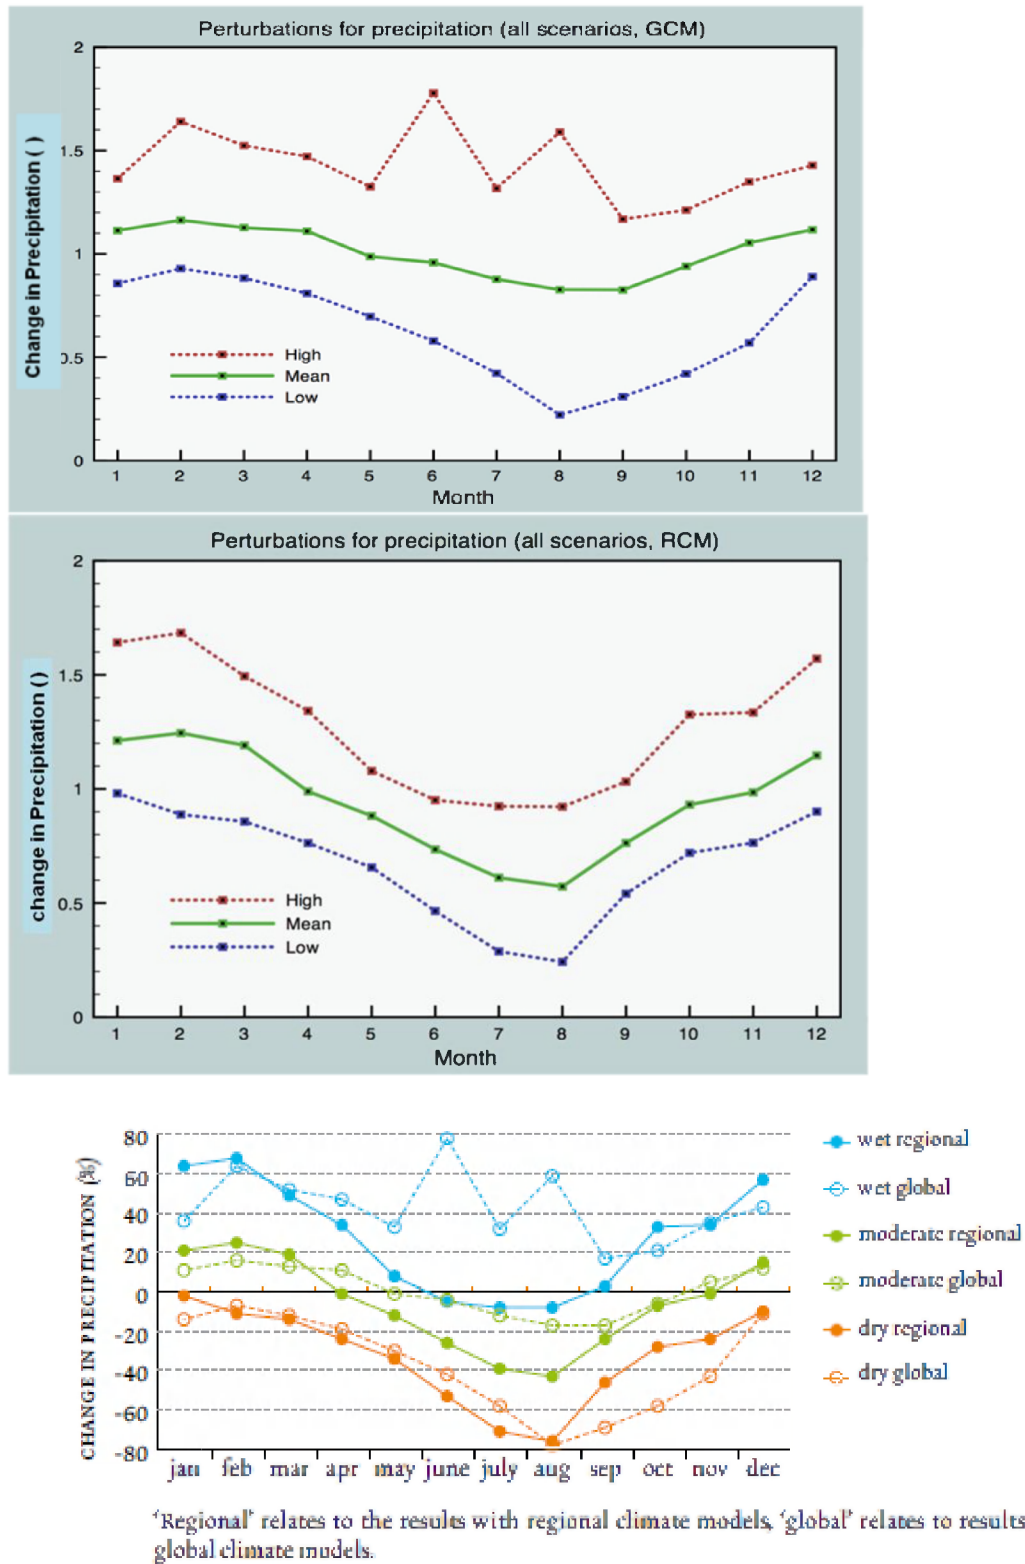 Perturbations for precipitation (all scenarios, GCM)
Change in Precipitation ( )
2
1.5
1
0.5
0
High
Mean
Low
1 2 3 4 5 6 7 8 9 10 11 12
Month
Perturbations for precipitation (all scenarios, RCM)
change in Precipitation ()
2
1.5
1
0.5
0
High
Mean
Low
1 2 3 4 5 6 7 8 9 10 11 12
Month
CHANGE IN PRECIPITATION (%)
80
60
40
20
0
-20
-40
-60
-80
jan feb mar apr may june july aug sep oct nov dec
wet regional
wet global
moderate regional
moderate global
dry regional
dry global
'Regional' relates to the results with regional climate models, 'global' relates to results
global climate models.